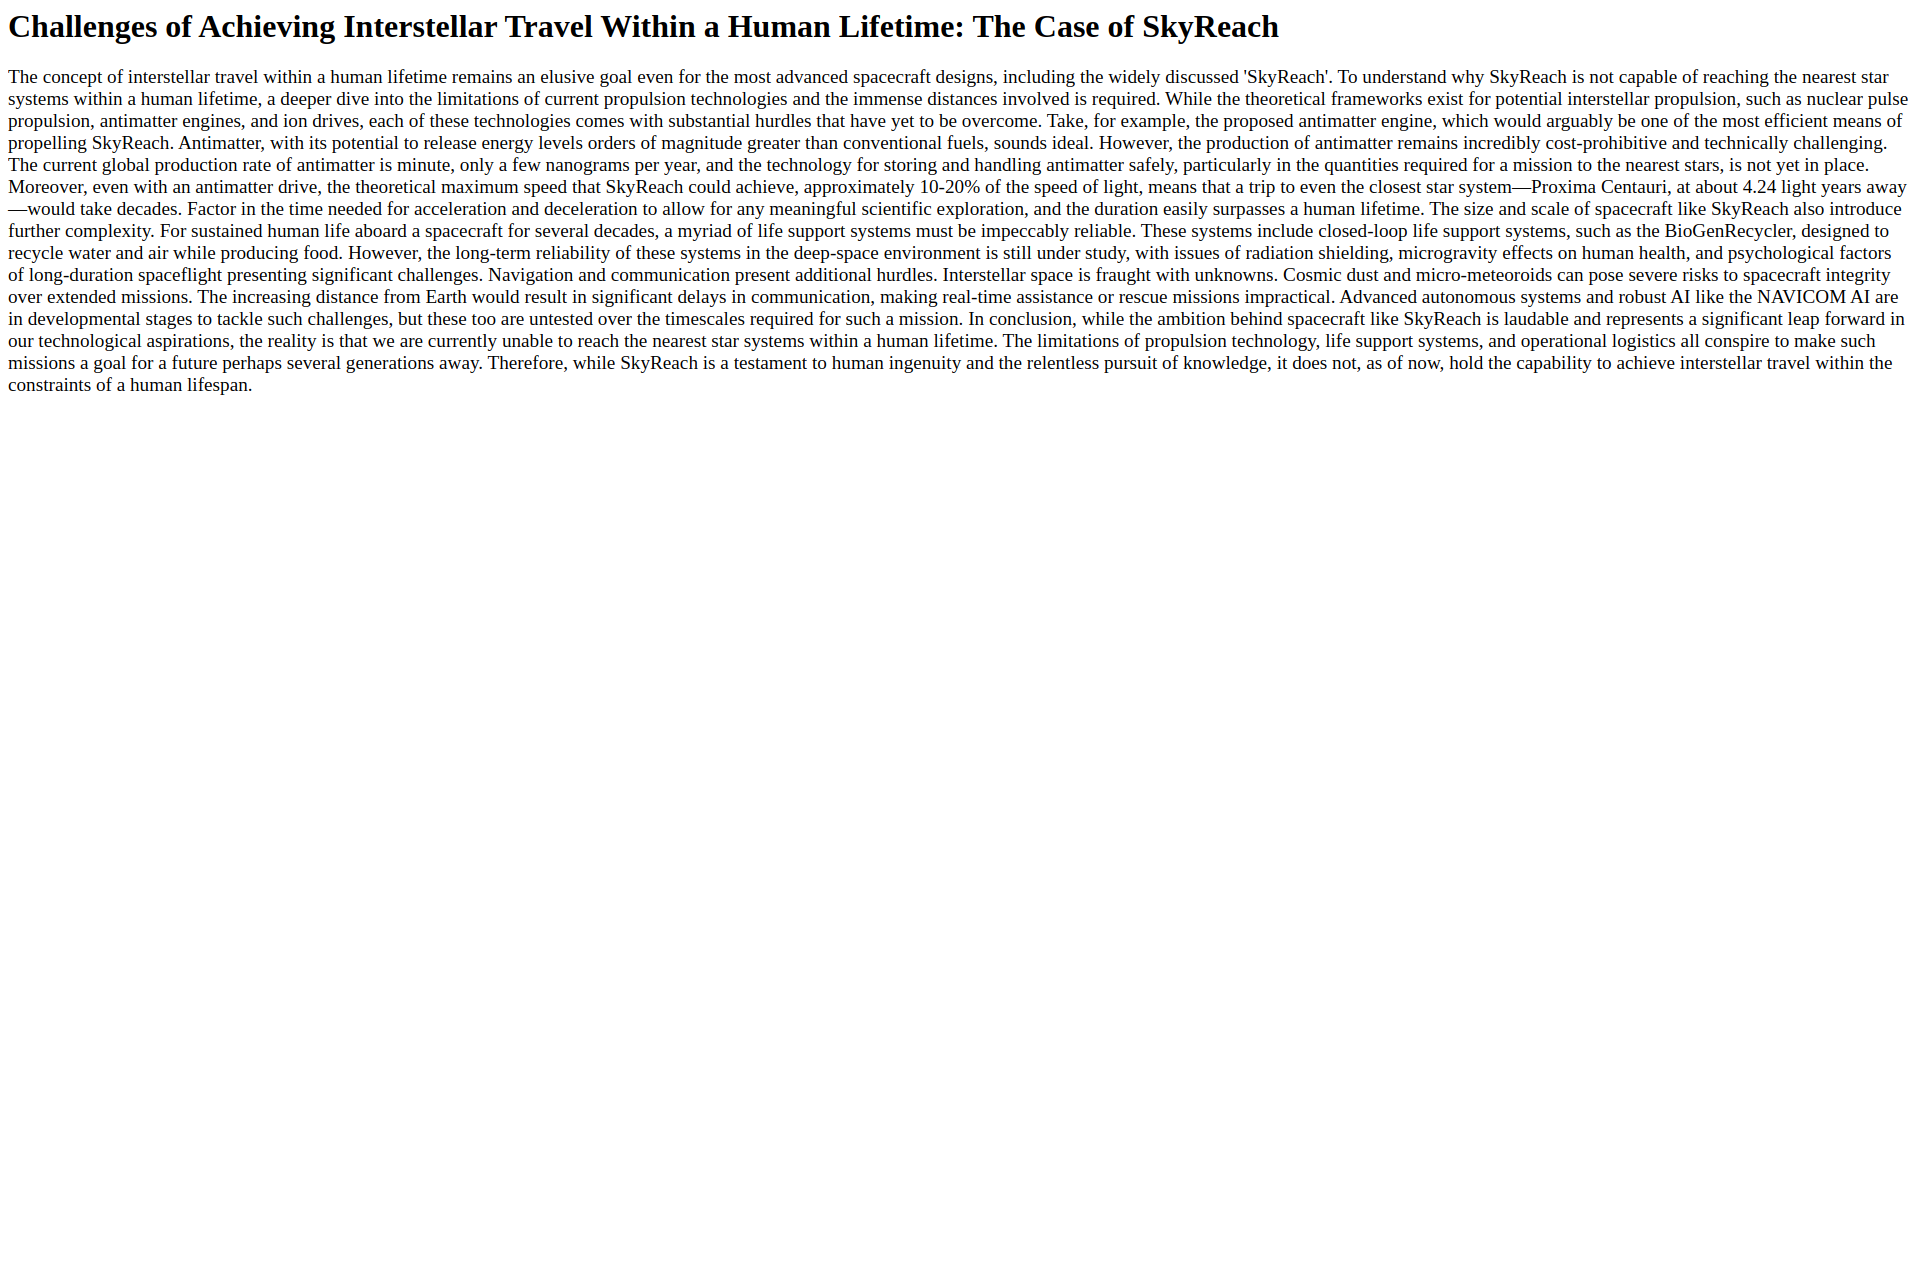 Challenges of Achieving Interstellar Travel Within a Human Lifetime: The Case of SkyReach
The concept of interstellar travel within a human lifetime remains an elusive goal even for the most advanced spacecraft designs, including the widely discussed 'SkyReach'. To understand why SkyReach is not capable of reaching the nearest star
systems within a human lifetime, a deeper dive into the limitations of current propulsion technologies and the immense distances involved is required. While the theoretical frameworks exist for potential interstellar propulsion, such as nuclear pulse
propulsion, antimatter engines, and ion drives, each of these technologies comes with substantial hurdles that have yet to be overcome. Take, for example, the proposed antimatter engine, which would arguably be one of the most efficient means of
propelling SkyReach. Antimatter, with its potential to release energy levels orders of magnitude greater than conventional fuels, sounds ideal. However, the production of antimatter remains incredibly cost-prohibitive and technically challenging.
The current global production rate of antimatter is minute, only a few nanograms per year, and the technology for storing and handling antimatter safely, particularly in the quantities required for a mission to the nearest stars, is not yet in place.
Moreover, even with an antimatter drive, the theoretical maximum speed that SkyReach could achieve, approximately 10-20% of the speed of light, means that a trip to even the closest star system—Proxima Centauri, at about 4.24 light years away
—would take decades. Factor in the time needed for acceleration and deceleration to allow for any meaningful scientific exploration, and the duration easily surpasses a human lifetime. The size and scale of spacecraft like SkyReach also introduce
further complexity. For sustained human life aboard a spacecraft for several decades, a myriad of life support systems must be impeccably reliable. These systems include closed-loop life support systems, such as the BioGenRecycler, designed to
recycle water and air while producing food. However, the long-term reliability of these systems in the deep-space environment is still under study, with issues of radiation shielding, microgravity effects on human health, and psychological factors
of long-duration spaceflight presenting significant challenges. Navigation and communication present additional hurdles. Interstellar space is fraught with unknowns. Cosmic dust and micro-meteoroids can pose severe risks to spacecraft integrity
over extended missions. The increasing distance from Earth would result in significant delays in communication, making real-time assistance or rescue missions impractical. Advanced autonomous systems and robust AI like the NAVICOM AI are
in developmental stages to tackle such challenges, but these too are untested over the timescales required for such a mission. In conclusion, while the ambition behind spacecraft like SkyReach is laudable and represents a significant leap forward in
our technological aspirations, the reality is that we are currently unable to reach the nearest star systems within a human lifetime. The limitations of propulsion technology, life support systems, and operational logistics all conspire to make such
missions a goal for a future perhaps several generations away. Therefore, while SkyReach is a testament to human ingenuity and the relentless pursuit of knowledge, it does not, as of now, hold the capability to achieve interstellar travel within the
constraints of a human lifespan.